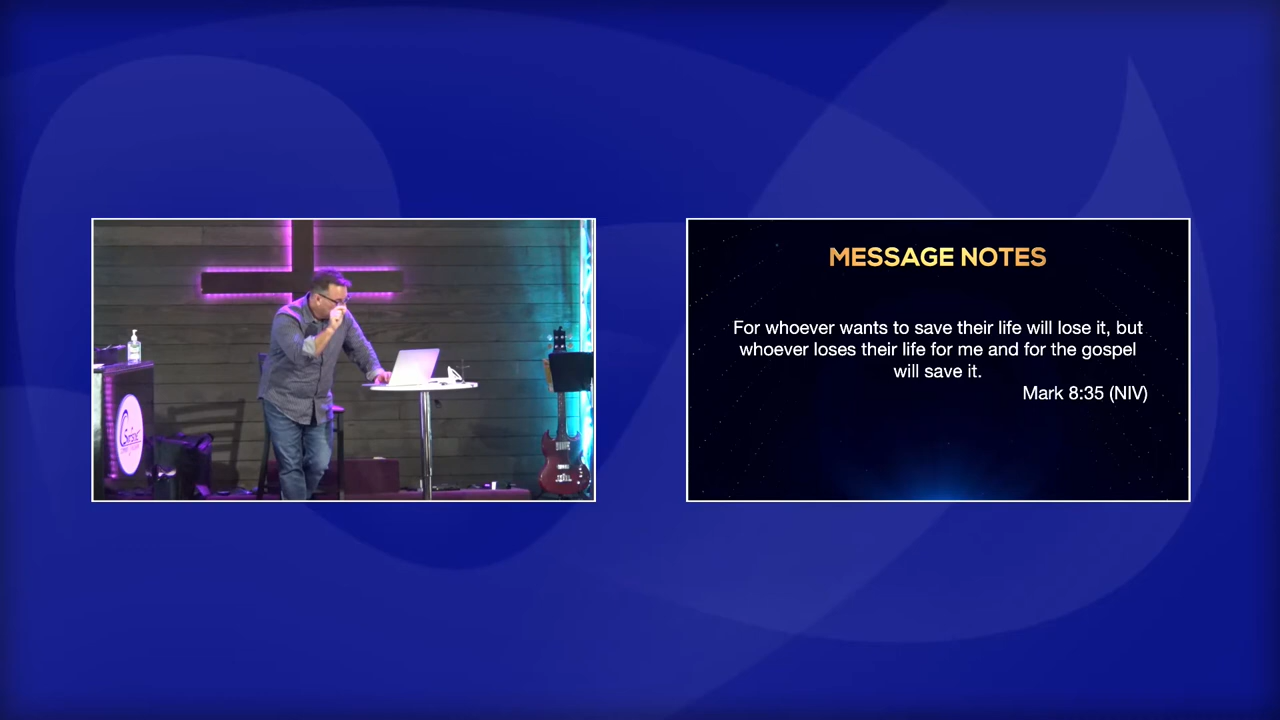 MESSAGE NOTES
For whoever wants to save their life will lose it, but
whoever loses their life for me and for the gospel
will save it.
Mark 8:35 (NIV)